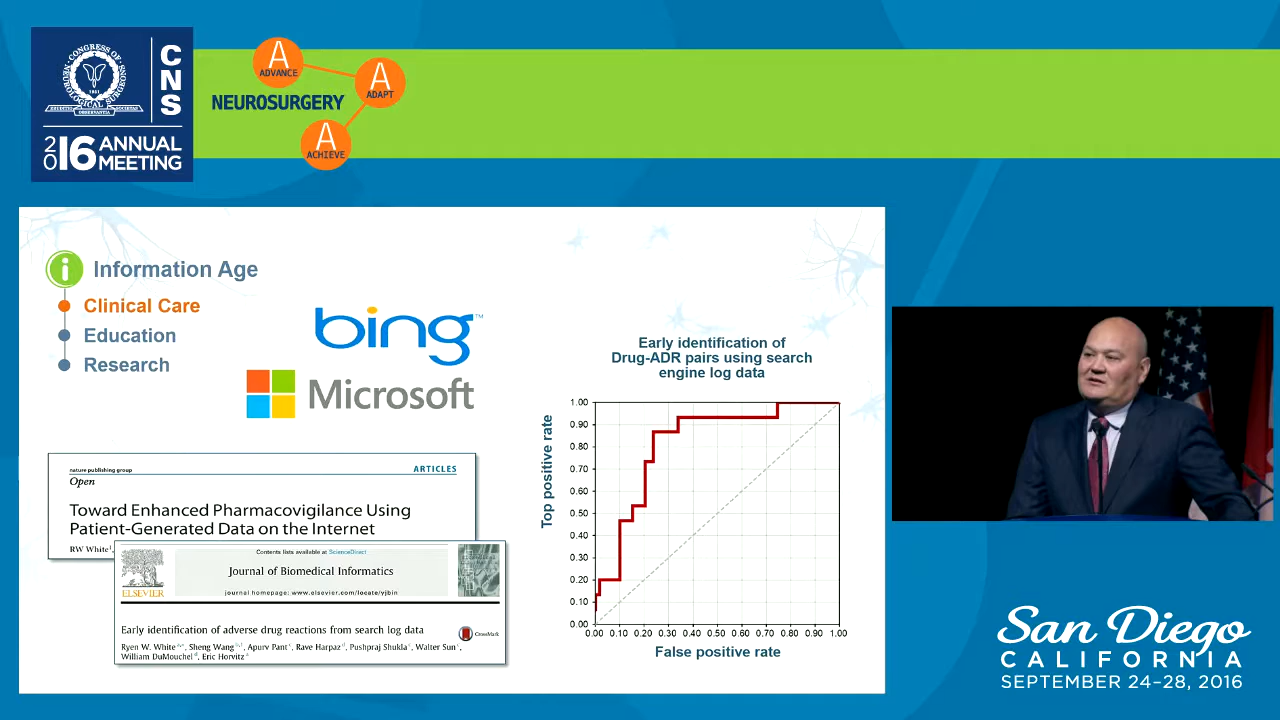 CONGRESS OF NEUROLOGICAL SURGEONS
1951
CNS
2016 ANNUAL
MEETING
A
ADVANCE
A
ADAPT
NEUROSURGERY
A
ACHIEVE
i Information Age
Clinical Care
Education
Research
bing™
Microsoft
nature publishing group
ARTICLES
Open
Toward Enhanced Pharmacovigilance Using
Patient-Generated Data on the Internet
RW White
Contents lists available at ScienceDirect
Journal of Biomedical Informatics
ELSEVIER
journal homepage: www.elsevier.com/locate/yjbin
Early identification of adverse drug reactions from search log data
CrossMark
Ryen W. White, Sheng Wang, Apurv Pant, Rave Harpaz, Pushpraj Shukla, Walter Sun,
William DuMouchel, Eric Horvitz
Early identification of
Drug-ADR pairs using search
engine log data
Top positive rate
1.00
0.90
0.80
0.70
0.60
0.50
0.40
0.30
0.20
0.10
0.00
0.00 0.10 0.20 0.30 0.40 0.50 0.60 0.70 0.80 0.90 1.00
False positive rate
San Diego
CALIFORNIA
SEPTEMBER 24–28, 2016